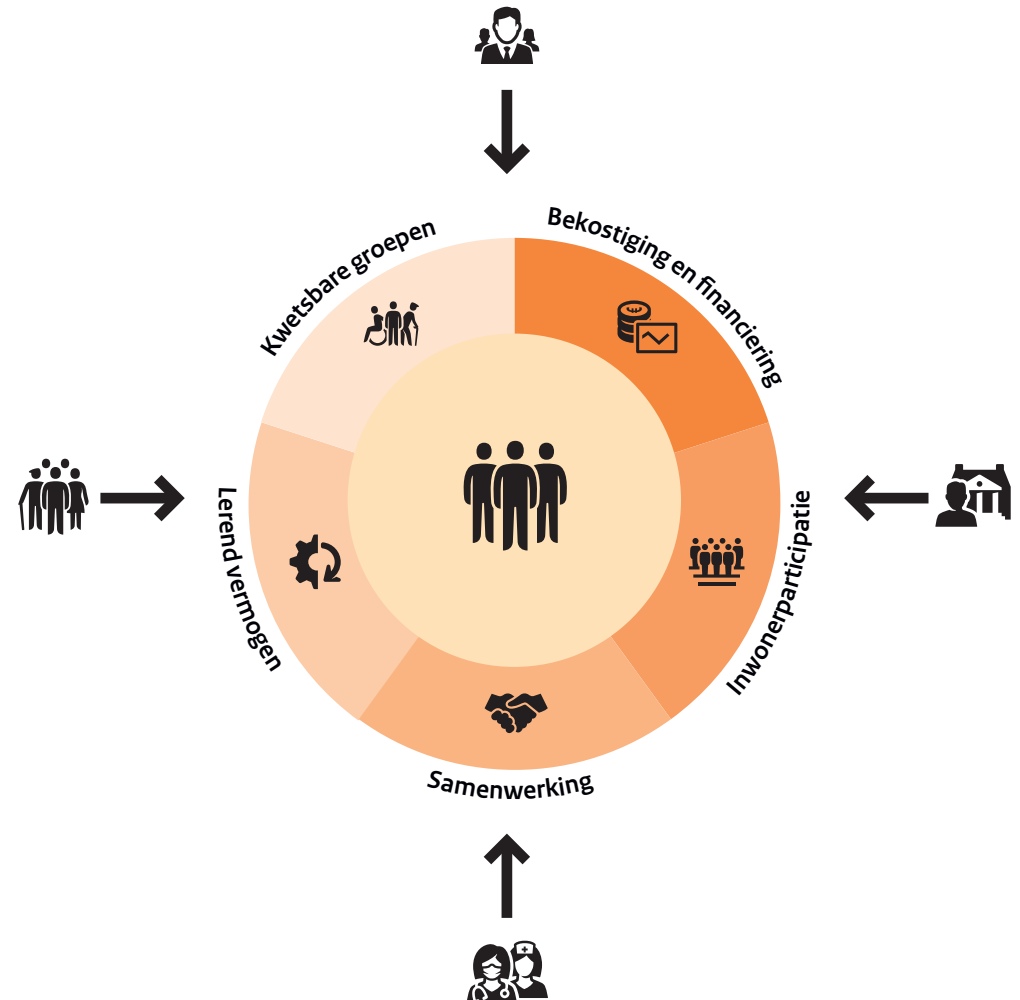 Kwetsbare groepen
Bekostiging en financiering
Lerend vermogen
Inwonerparticipatie
Samenwerking